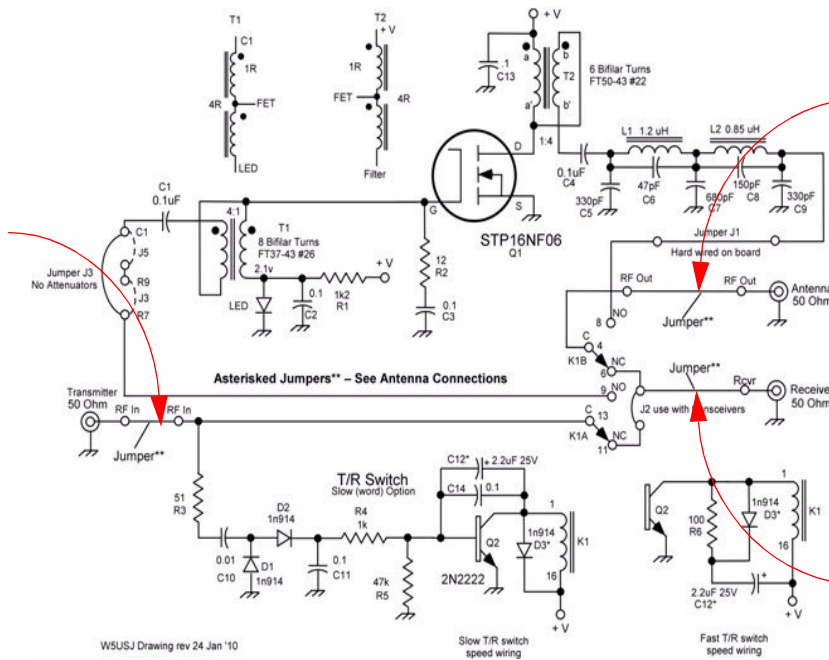 T1
C1
1R
4R
FET
LED
T2
+ V
1R
4R
FET
Filter
+ V
.1
C13
a
b
T2
a'
b'
6 Bifilar Turns
FT50-43 #22
1:4
D
G
S
STP16NF06
Q1
0.1uF
C4
L1 1.2 uH
L2 0.85 uH
330pF
C5
47pF
C6
680pF
C7
150pF
C8
330pF
C9
C1
0.1uF
4:1
T1
8 Bifilar Turns
FT37-43 #26
2.1v
LED
0.1
C2
1k2
R1
+ V
12
R2
0.1
C3
Jumper J3
No Attenuators
C1
J5
R9
J3
R7
Jumper J1
Hard wired on board
RF Out
RF Out
Antenna
50 Ohm
Jumper**
NO
8
C
4
K1B
NC
6
Asterisked Jumpers** – See Antenna Connections
9
NO
Jumper**
Rcvr
Receive
50 Ohm
J2 use with transceivers
Transmitter
50 Ohm
RF In
RF In
Jumper**
C
13
K1A
NC
11
51
R3
T/R Switch
Slow (word) Option
D2
1n914
R4
1k
0.01
C10
D1
1n914
0.1
C11
47k
R5
C12*
+
2.2uF 25V
C14
0.1
Q2
2N2222
1n914
D3*
1
K1
16
+ V
Slow T/R switch
speed wiring
Q2
100
R6
1n914
D3*
1
K1
16
2.2uF 25V
+
C12*
+ V
Fast T/R switch
speed wiring
W5USJ Drawing rev 24 Jan '10